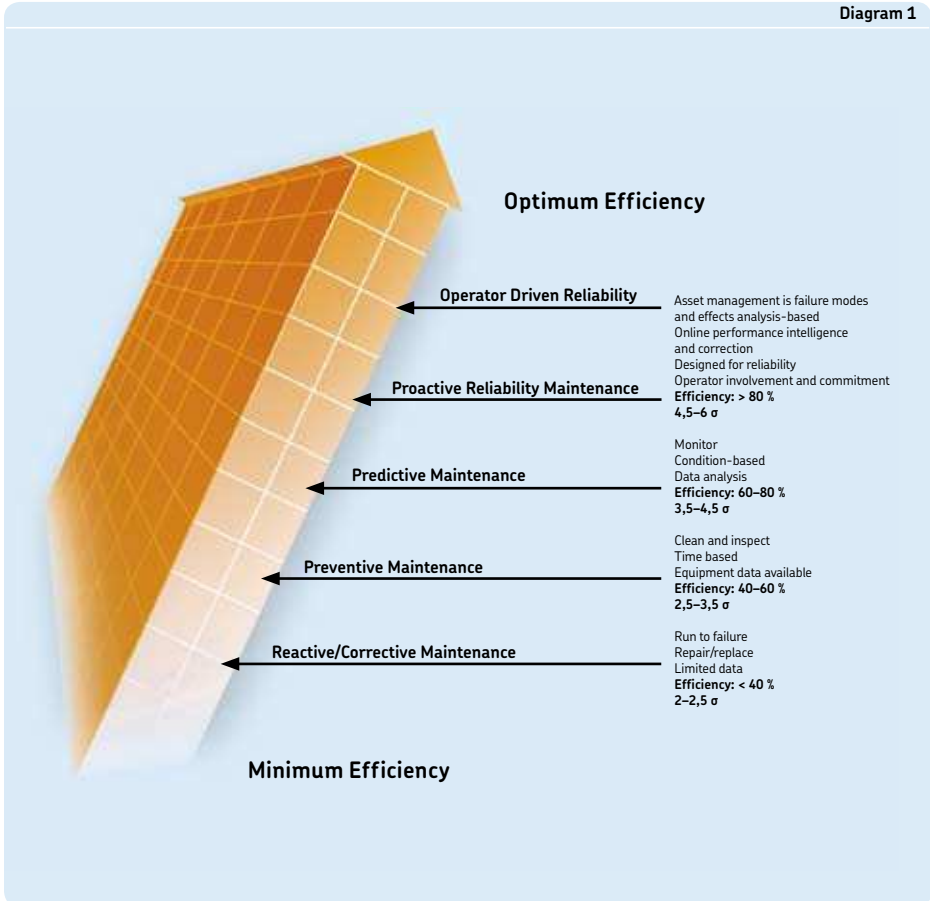 Diagram 1
Optimum Efficiency
Operator Driven Reliability
Asset management is failure modes
and effects analysis-based
Online performance intelligence
and correction
Designed for reliability
Operator involvement and commitment
Efficiency: > 80 %
4,5–6 σ
Proactive Reliability Maintenance
Predictive Maintenance
Monitor
Condition-based
Data analysis
Efficiency: 60–80 %
3,5–4,5 σ
Preventive Maintenance
Clean and inspect
Time based
Equipment data available
Efficiency: 40–60 %
2,5–3,5 σ
Reactive/Corrective Maintenance
Run to failure
Repair/replace
Limited data
Efficiency: < 40 %
2–2,5 σ
Minimum Efficiency